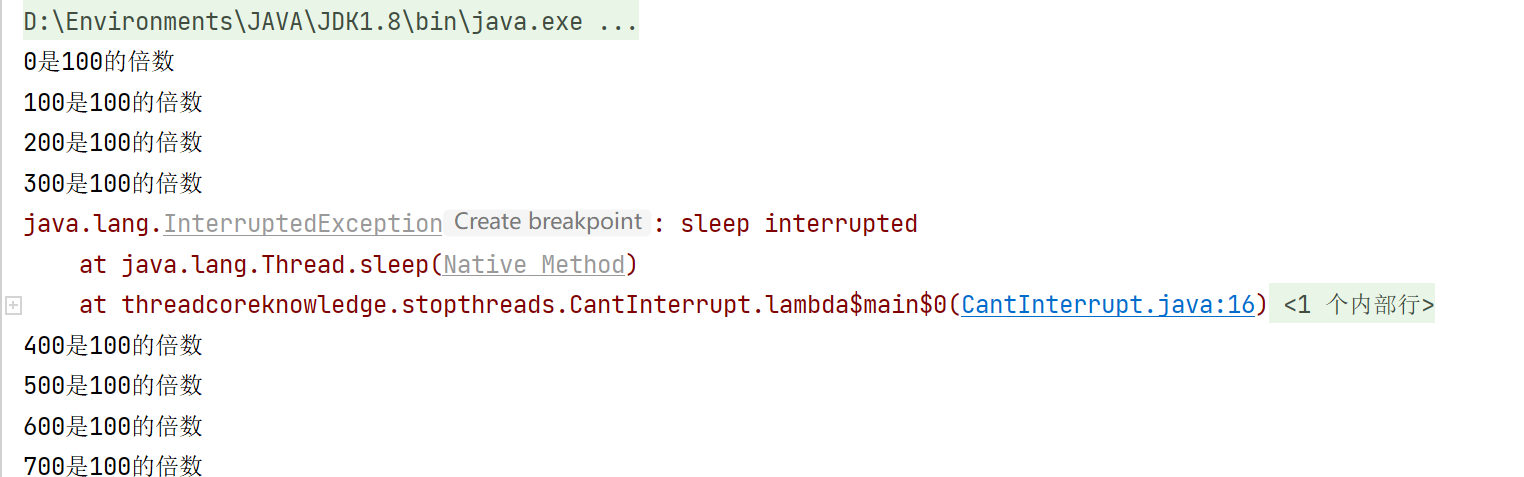 D:\Environments\JAVA\JDK1.8\bin\java.exe ...
0是100的倍数
100是100的倍数
200是100的倍数
300是100的倍数
java.lang.InterruptedException Create breakpoint : sleep interrupted
    at java.lang.Thread.sleep(Native Method)
    at threadcoreknowledge.stopthreads.CantInterrupt.lambda$main$0(CantInterrupt.java:16) <1 个内部行>
400是100的倍数
500是100的倍数
600是100的倍数
700是100的倍数